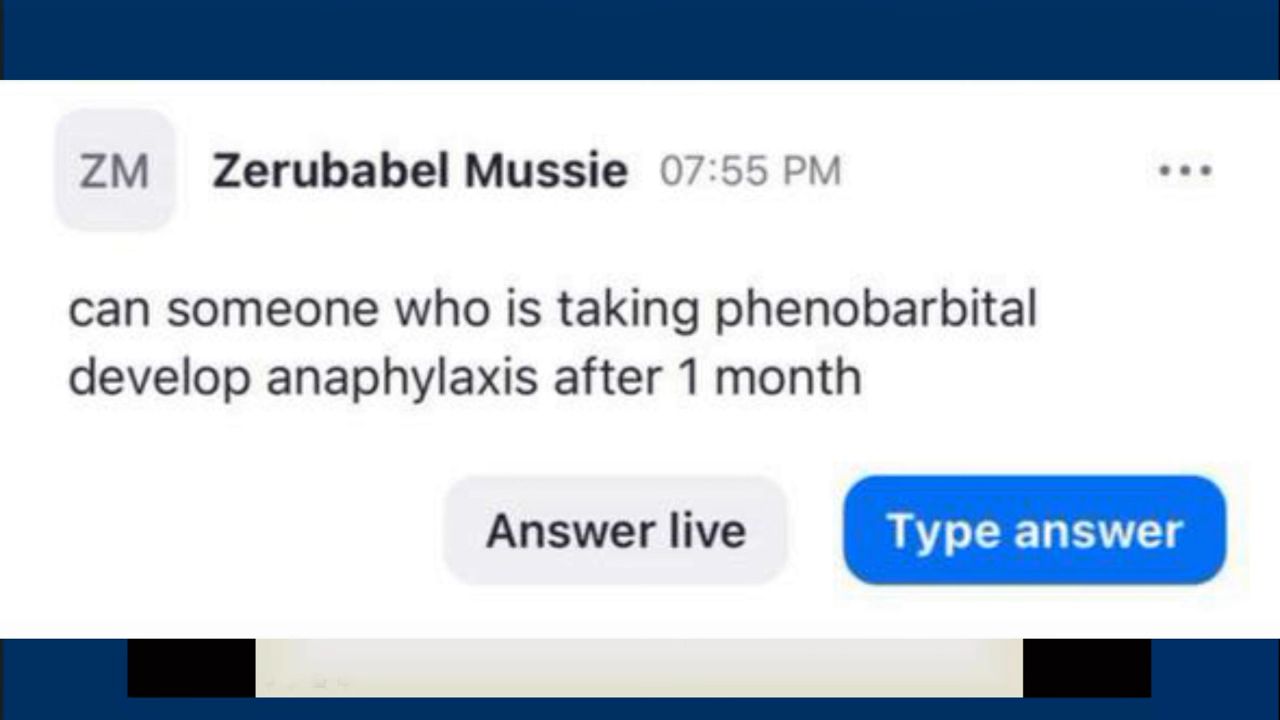 ZM
Zerubabel Mussie 07:55 PM
can someone who is taking phenobarbital
develop anaphylaxis after 1 month
Answer live
Type answer